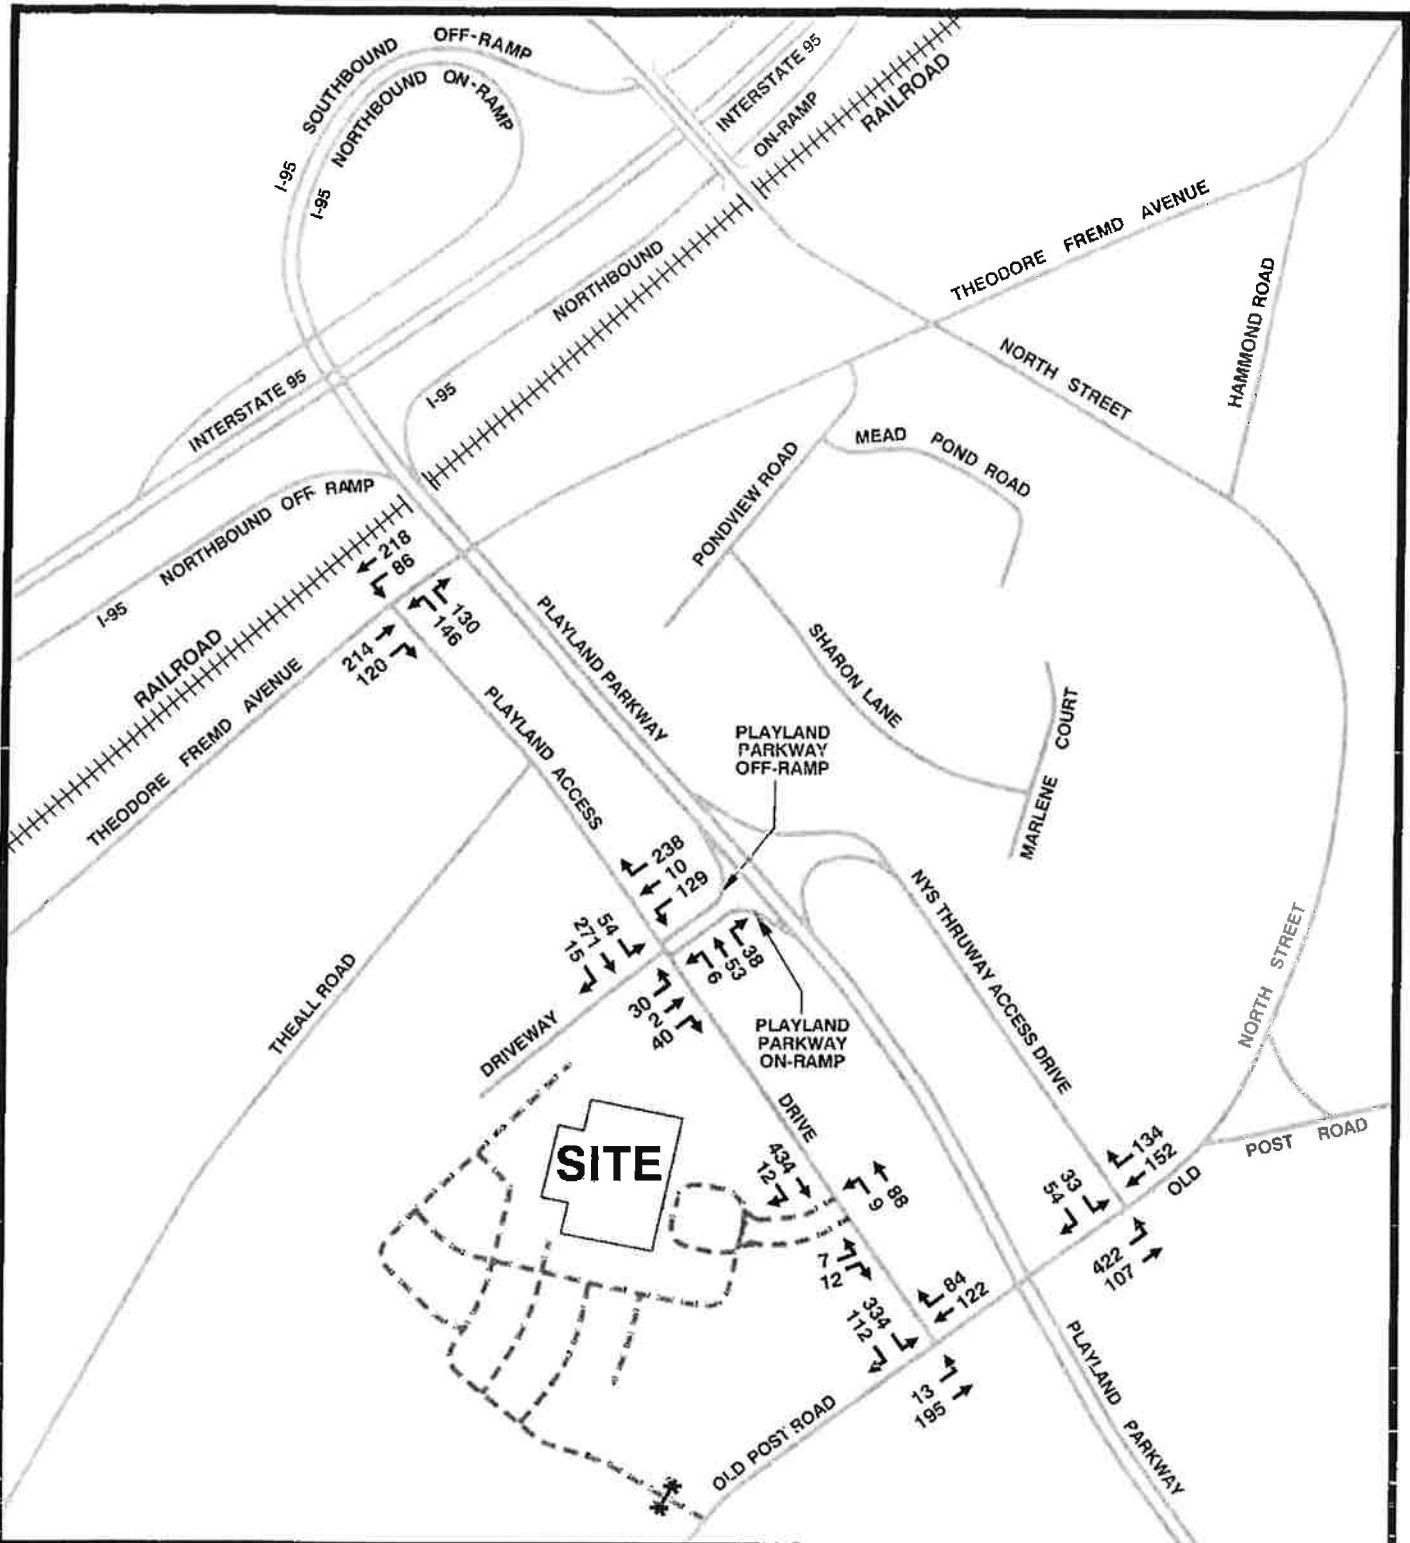 I-95 SOUTHBOUND OFF-RAMP
I-95 NORTHBOUND ON-RAMP
INTERSTATE 95
ON-RAMP
RAILROAD
THEODORE FREMD AVENUE
HAMMOND ROAD
NORTHBOUND
I-95
NORTH STREET
INTERSTATE 95
MEAD POND ROAD
PONDVIEW ROAD
I-95 NORTHBOUND OFF RAMP
218
86
130
146
214
120
RAILROAD
THEODORE FREMD AVENUE
PLAYLAND PARKWAY
SHARON LANE
MARLENE COURT
PLAYLAND ACCESS
PLAYLAND
PARKWAY
OFF-RAMP
238
10
129
54
271
15
38
53
6
30
2
40
NYS THRUWAY ACCESS DRIVE
NORTH STREET
THEALL ROAD
DRIVEWAY
PLAYLAND
PARKWAY
ON-RAMP
DRIVE
SITE
434
12
88
9
134
152
33
54
OLD
POST ROAD
422
107
7
12
84
122
334
112
13
195
PLAYLAND PARKWAY
OLD POST ROAD